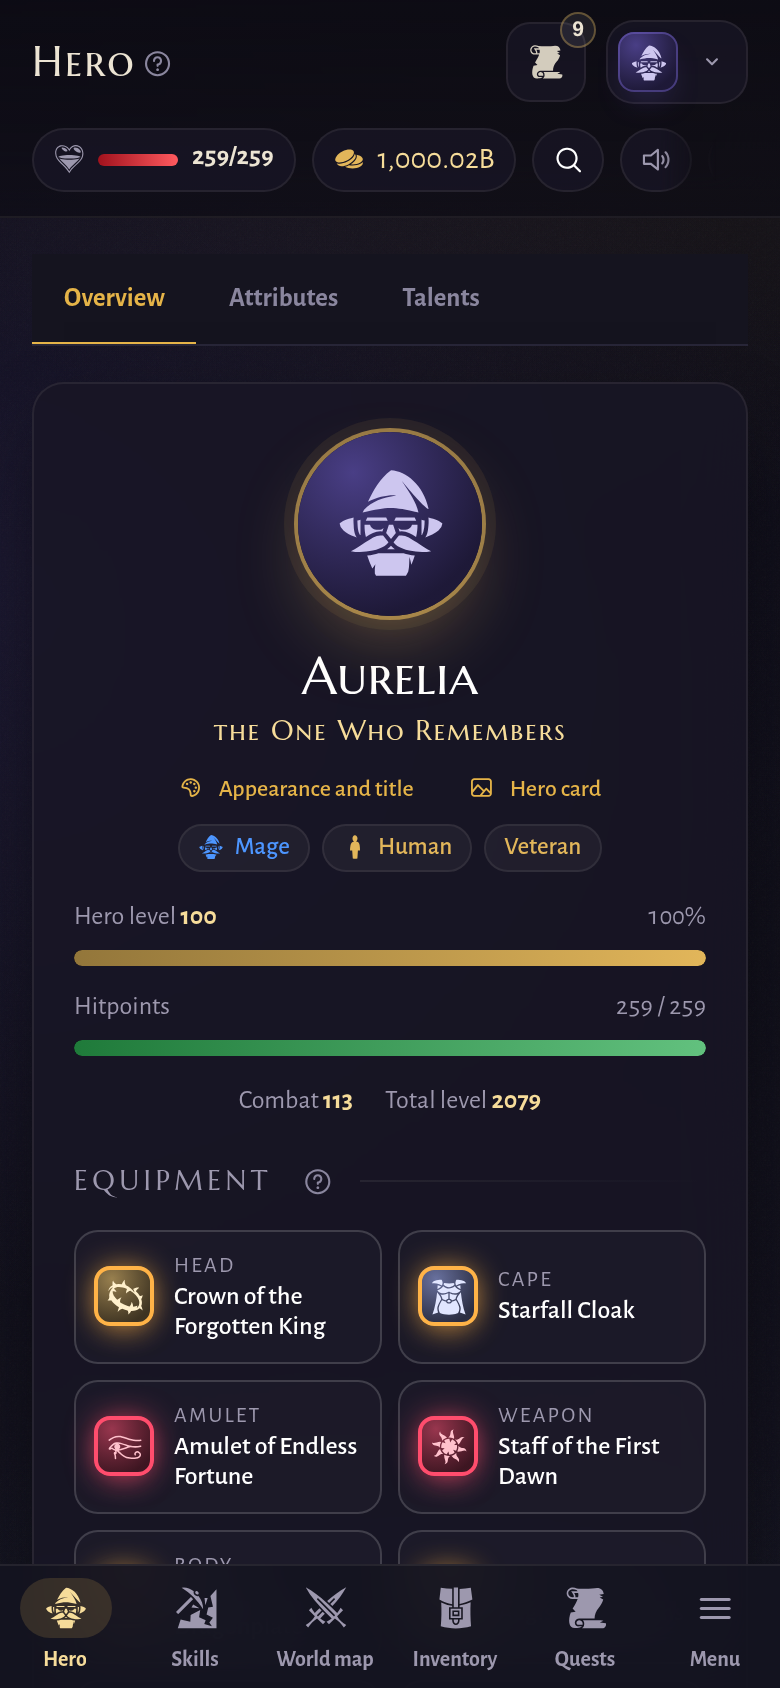 Hero
9
259/259
1,000.02B
Overview
Attributes
Talents
Aurelia
the One Who Remembers
Appearance and title
Hero card
Mage
Human
Veteran
Hero level 100
100%
Hitpoints
259 / 259
Combat 113
Total level 2079
EQUIPMENT
HEAD
Crown of the
Forgotten King
CAPE
Starfall Cloak
AMULET
Amulet of Endless
Fortune
WEAPON
Staff of the First
Dawn
BODY
Hero
Skills
World map
Inventory
Quests
Menu